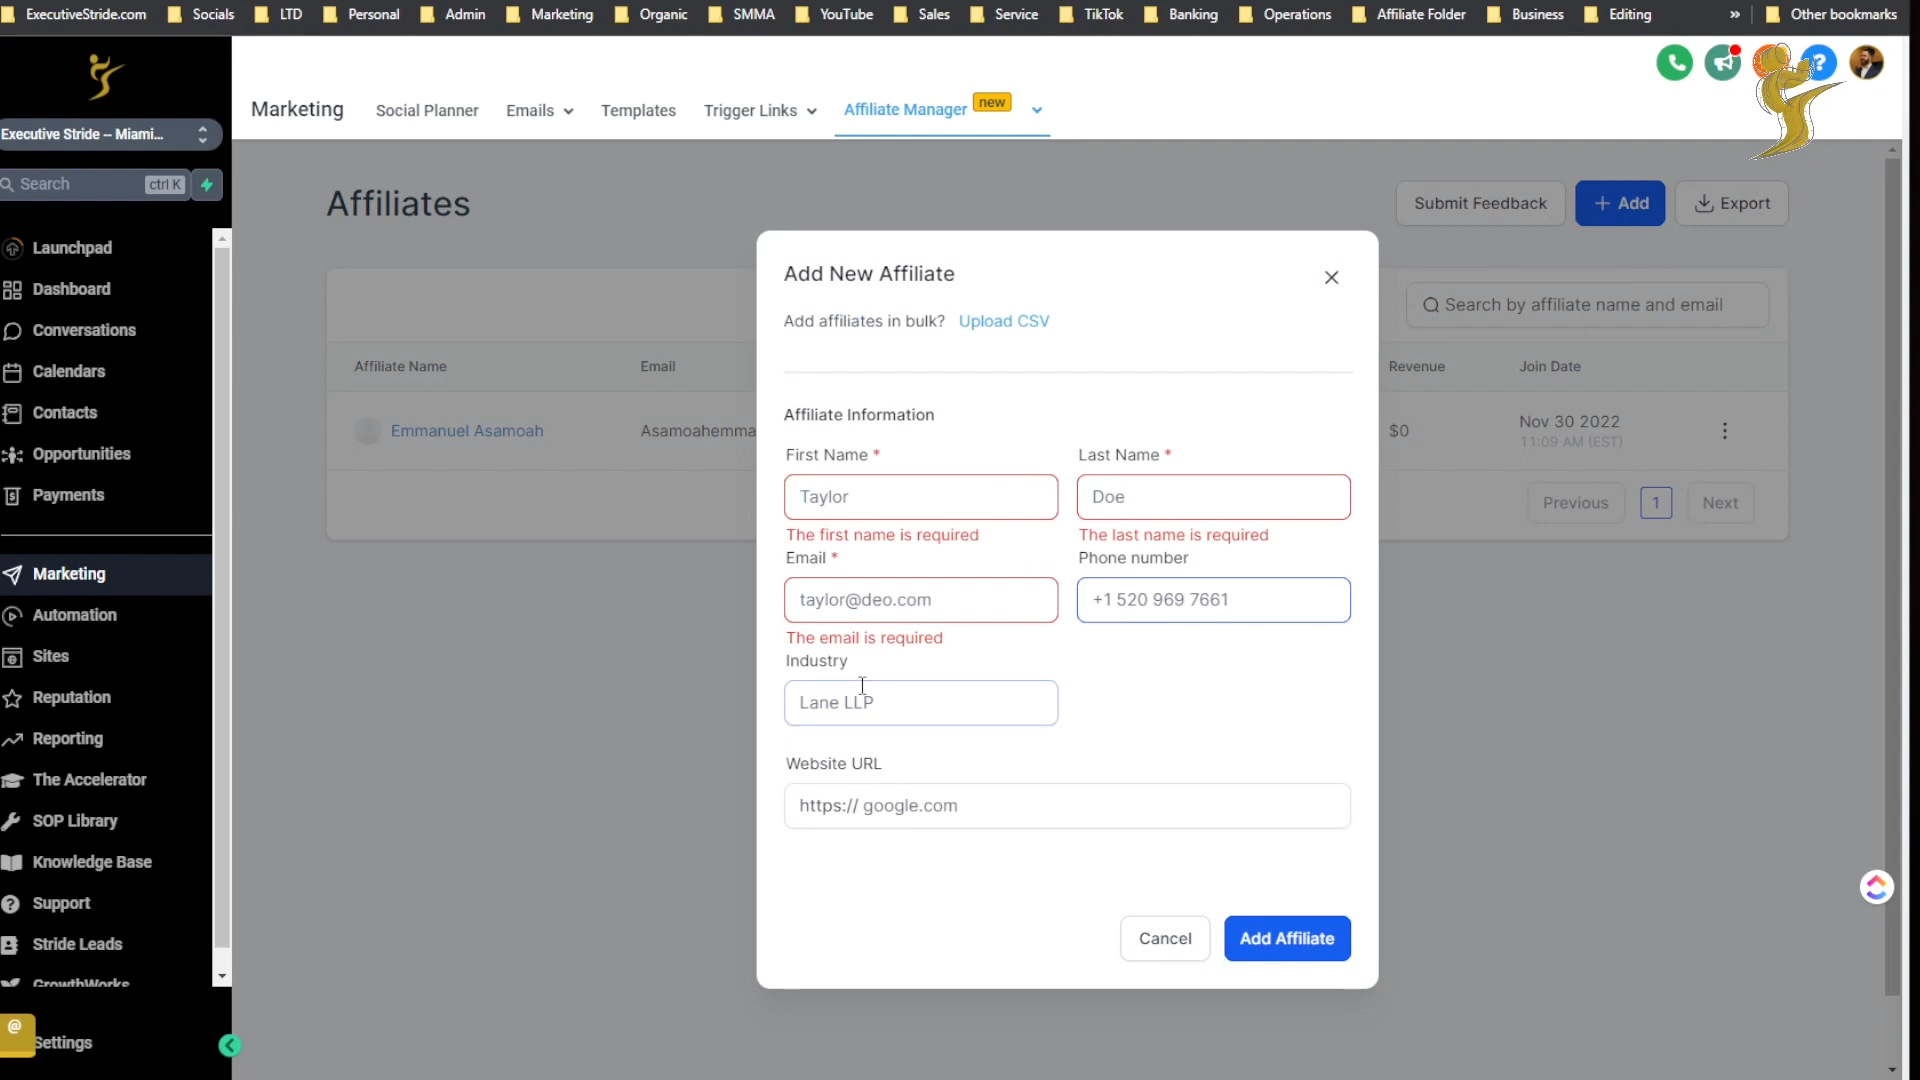 ExecutiveStride.com Socials LTD Personal Admin Marketing Organic SMMA YouTube Sales Service TikTok Banking Operations Affiliate Folder Business Editing » Other bookmarks
Executive Stride – Miami...
Search ctrl K
Launchpad
Dashboard
Conversations
Calendars
Contacts
Opportunities
Payments
Marketing
Automation
Sites
Reputation
Reporting
The Accelerator
SOP Library
Knowledge Base
Support
Stride Leads
GrowthWorks
@
Settings
Marketing Social Planner Emails Templates Trigger Links Affiliate Manager new
?
Affiliates
Submit Feedback + Add Export
Search by affiliate name and email
Affiliate Name Email Revenue Join Date
Emmanuel Asamoah Asamoahemma $0 Nov 30 2022
11:09 AM (EST)
Previous 1 Next
Add New Affiliate
Add affiliates in bulk? Upload CSV
Affiliate Information
First Name * Last Name *
Taylor Doe
The first name is required The last name is required
Email * Phone number
taylor@deo.com +1 520 969 7661
The email is required
Industry
Lane LLP
Website URL
https:// google.com
Cancel Add Affiliate